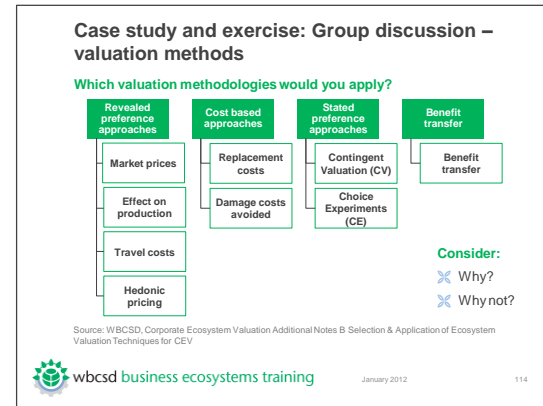 Case study and exercise: Group discussion –
valuation methods
Which valuation methodologies would you apply?
Revealed
preference
approaches
Market prices
Effect on
production
Travel costs
Hedonic
pricing
Cost based
approaches
Replacement
costs
Damage costs
avoided
Stated
preference
approaches
Contingent
Valuation (CV)
Choice
Experiments
(CE)
Benefit
transfer
Benefit
transfer
Consider:
Why?
Why not?
Source: WBCSD, Corporate Ecosystem Valuation Additional Notes B Selection & Application of Ecosystem
Valuation Techniques for CEV
wbcsd business ecosystems training
January 2012
114